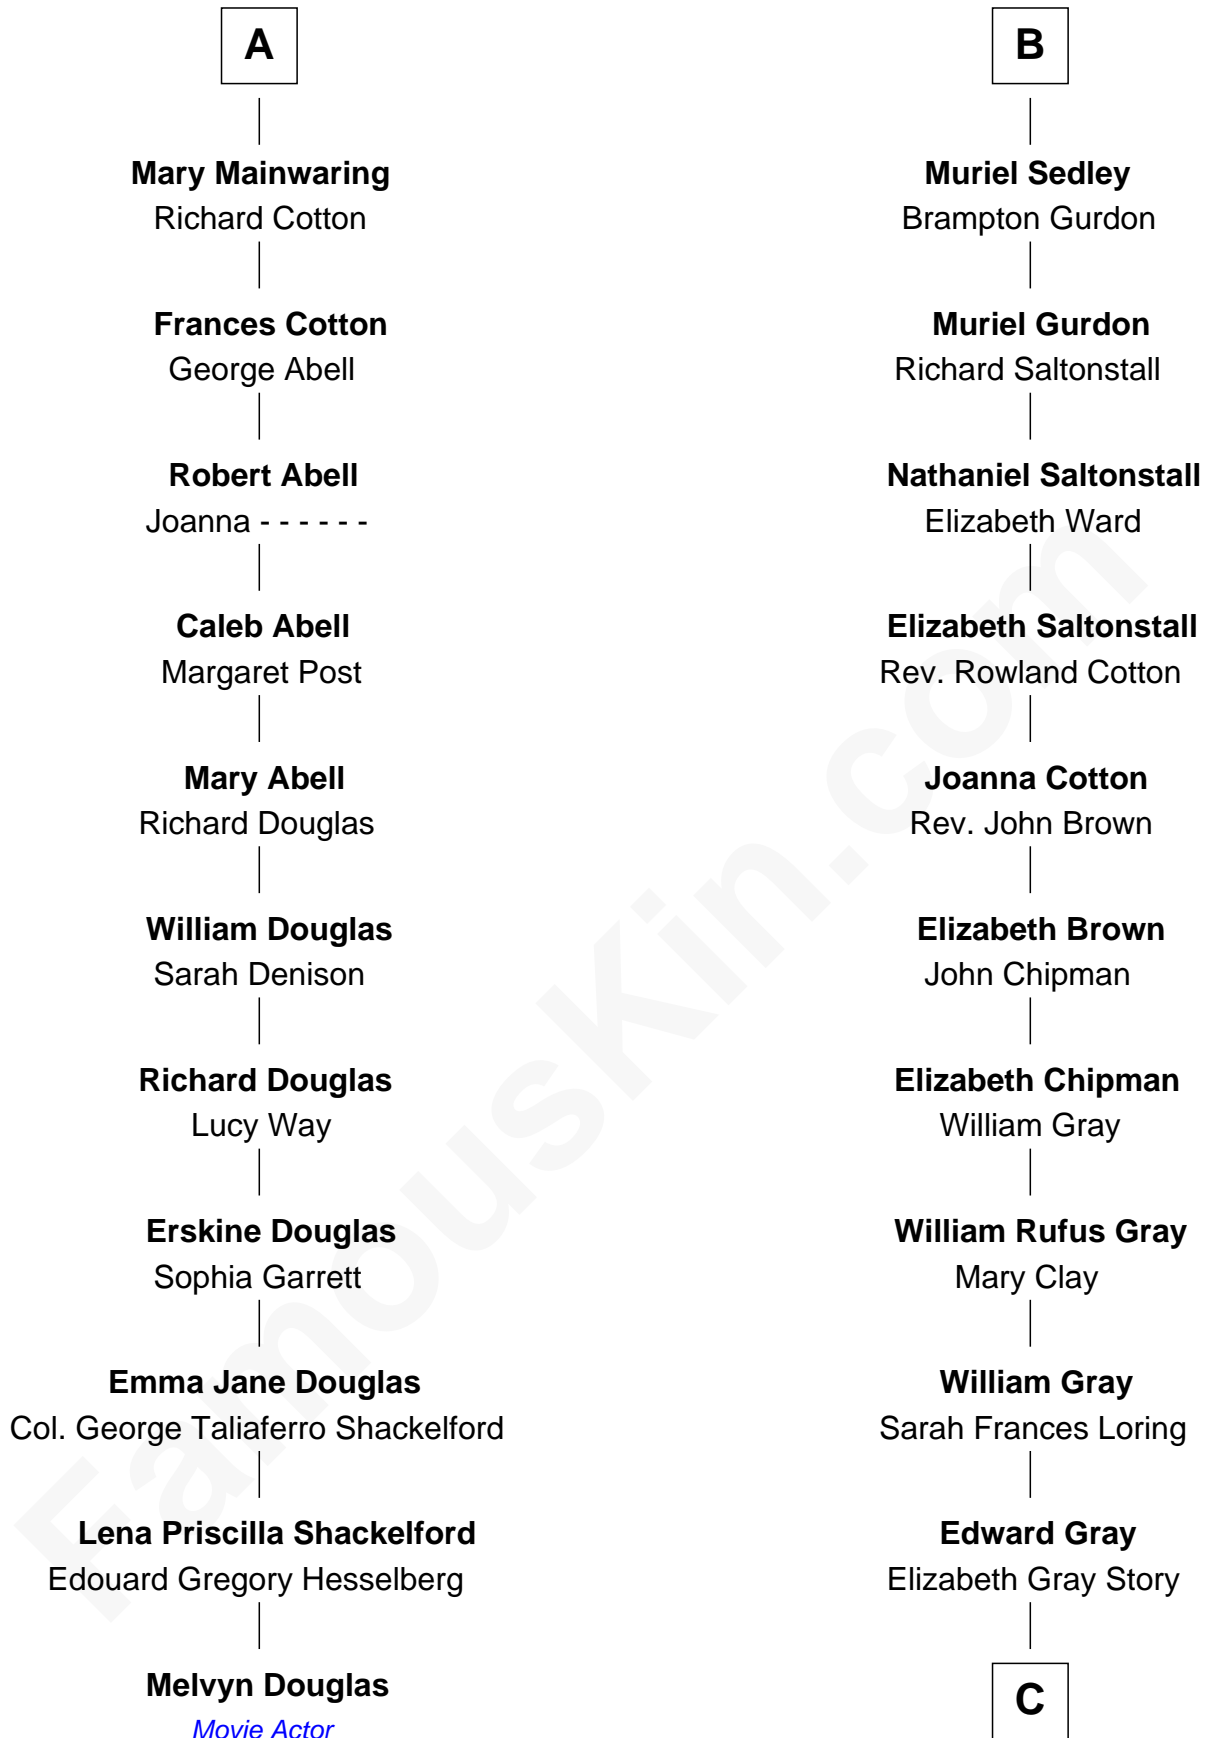 A
Mary Mainwaring
Richard Cotton
Frances Cotton
George Abell
Robert Abell
Joanna - - - - - -
Caleb Abell
Margaret Post
Mary Abell
Richard Douglas
William Douglas
Sarah Denison
Richard Douglas
Lucy Way
Erskine Douglas
Sophia Garrett
Emma Jane Douglas
Col. George Taliaferro Shackelford
Lena Priscilla Shackelford
Edouard Gregory Hesselberg
Melvyn Douglas
Movie Actor
B
Muriel Sedley
Brampton Gurdon
Muriel Gurdon
Richard Saltonstall
Nathaniel Saltonstall
Elizabeth Ward
Elizabeth Saltonstall
Rev. Rowland Cotton
Joanna Cotton
Rev. John Brown
Elizabeth Brown
John Chipman
Elizabeth Chipman
William Gray
William Rufus Gray
Mary Clay
William Gray
Sarah Frances Loring
Edward Gray
Elizabeth Gray Story
C
FamousKin.com